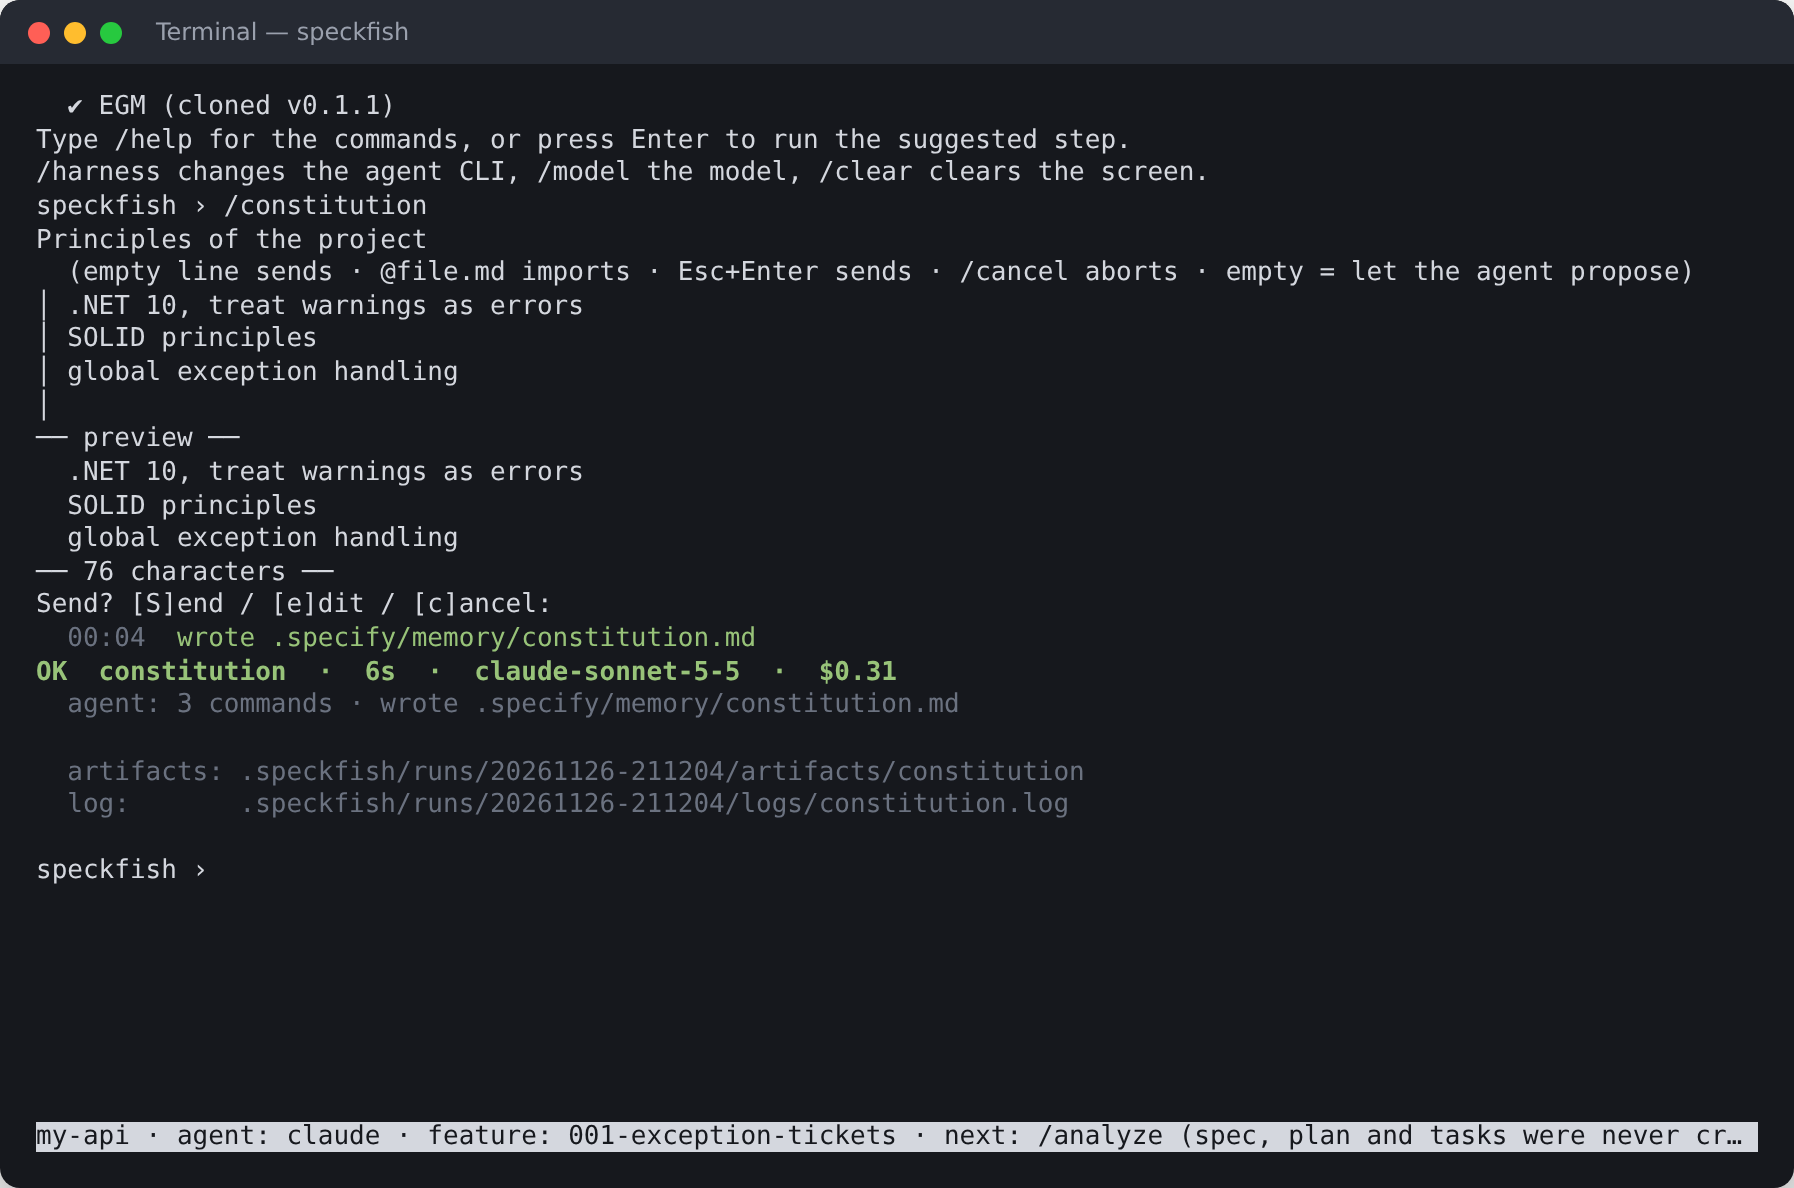 Terminal — speckfish
✔ EGM (cloned v0.1.1)
Type /help for the commands, or press Enter to run the suggested step.
/harness changes the agent CLI, /model the model, /clear clears the screen.
speckfish › /constitution
Principles of the project
(empty line sends · @file.md imports · Esc+Enter sends · /cancel aborts · empty = let the agent propose)
│ .NET 10, treat warnings as errors
│ SOLID principles
│ global exception handling
│
── preview ──
.NET 10, treat warnings as errors
SOLID principles
global exception handling
── 76 characters ──
Send? [S]end / [e]dit / [c]ancel:
00:04  wrote .specify/memory/constitution.md
OK  constitution  ·  6s  ·  claude-sonnet-5-5  ·  $0.31
agent: 3 commands · wrote .specify/memory/constitution.md
artifacts: .speckfish/runs/20261126-211204/artifacts/constitution
log:       .speckfish/runs/20261126-211204/logs/constitution.log
speckfish ›
my-api · agent: claude · feature: 001-exception-tickets · next: /analyze (spec, plan and tasks were never cr…